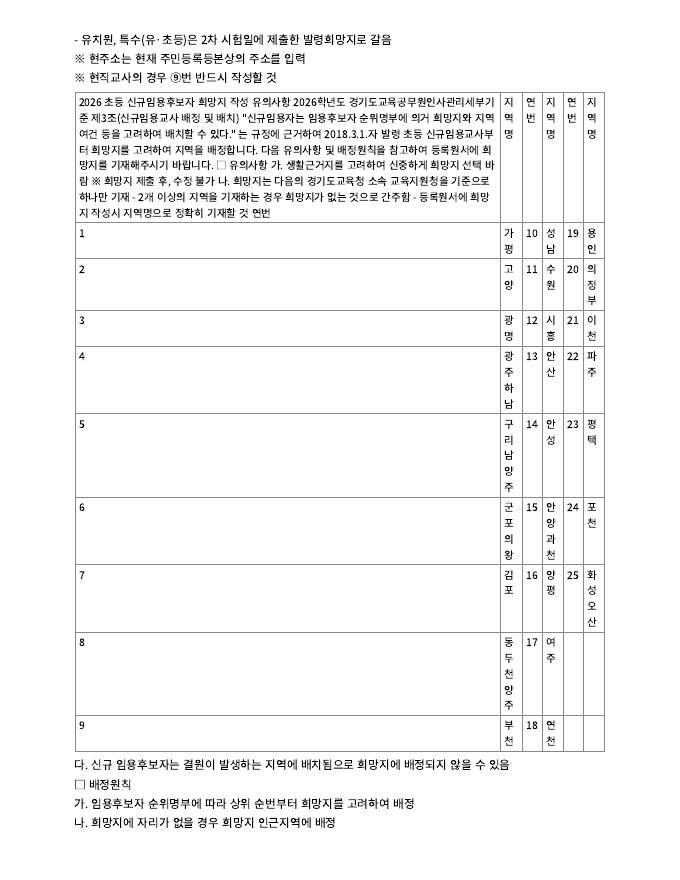 - 유치원, 특수(유·초등)은 2차 시험일에 제출한 발령희망지로 갈음
※ 현주소는 현재 주민등록등본상의 주소를 입력
※ 현직교사의 경우 ⑨번 반드시 작성할 것
2026 초등 신규임용후보자 희망지 작성 유의사항 2026학년도 경기도교육공무원인사관리세부기
준 제3조(신규임용교사 배정 및 배치) "신규임용자는 임용후보자 순위명부에 의거 희망지와 지역
여건 등을 고려하여 배치할 수 있다." 는 규정에 근거하여 2018.3.1.자 발령 초등 신규임용교사부
터 희망지를 고려하여 지역을 배정합니다. 다음 유의사항 및 배정원칙을 참고하여 등록원서에 희
망지를 기재해주시기 바랍니다. □ 유의사항 가. 생활근거지를 고려하여 신중하게 희망지 선택 바
람 ※ 희망지 제출 후, 수정 불가 나. 희망지는 다음의 경기도교육청 소속 교육지원청을 기준으로
하나만 기재 - 2개 이상의 지역을 기재하는 경우 희망지가 없는 것으로 간주함 - 등록원서에 희망
지 작성시 지역명으로 정확히 기재할 것 연번
지역명 연번 지역명 연번 지역명
1 가평 10 성남 19 용인
2 고양 11 수원 20 의정부
3 광명 12 시흥 21 이천
4 광주하남 13 안산 22 파주
5 구리남양주 14 안성 23 평택
6 군포의왕 15 안양과천 24 포천
7 김포 16 양평 25 화성오산
8 동두천양주 17 여주
9 부천 18 연천
다. 신규 임용후보자는 결원이 발생하는 지역에 배치됨으로 희망지에 배정되지 않을 수 있음
□ 배정원칙
가. 임용후보자 순위명부에 따라 상위 순번부터 희망지를 고려하여 배정
나. 희망지에 자리가 없을 경우 희망지 인근지역에 배정